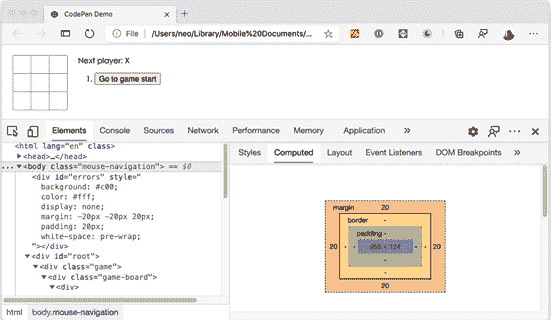 CodePen Demo
File | /Users/neo/Library/Mobile%20Documents/...
Next player: X
1. Go to game start
Elements Console Sources Network Performance Memory Application »
<html lang="en" class>
▶<head>…</head>
... ▼<body class="mouse-navigation"> == $0
▼<div id="errors" style="
background: #c00;
color: #fff;
display: none;
margin: -20px -20px 20px;
padding: 20px;
white-space: pre-wrap;
"></div>
▼<div id="root">
▼<div class="game">
▼<div class="game-board">
▼<div>
html body.mouse-navigation
Styles Computed Layout Event Listeners DOM Breakpoints »
margin 20
border -
padding -
20 - - 955 × 124 - - 20
-
-
20